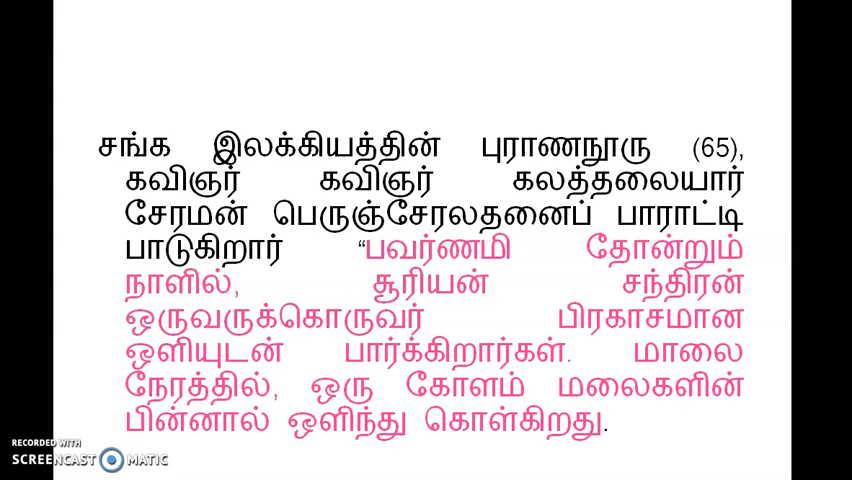 சங்க இலக்கியத்தின் புராணநூரு (65),
கவிஞர் கவிஞர் கலத்தலையார்
சேரமன் பெருஞ்சேரலதனைப் பாராட்டி
பாடுகிறார் “பவர்ணமி தோன்றும்
நாளில், சூரியன் சந்திரன்
ஒருவருக்கொருவர் பிரகாசமான
ஒளியுடன் பார்க்கிறார்கள். மாலை
நேரத்தில், ஒரு கோளம் மலைகளின்
பின்னால் ஒளிந்து கொள்கிறது.
RECORDED WITH
SCREENCAST MATIC